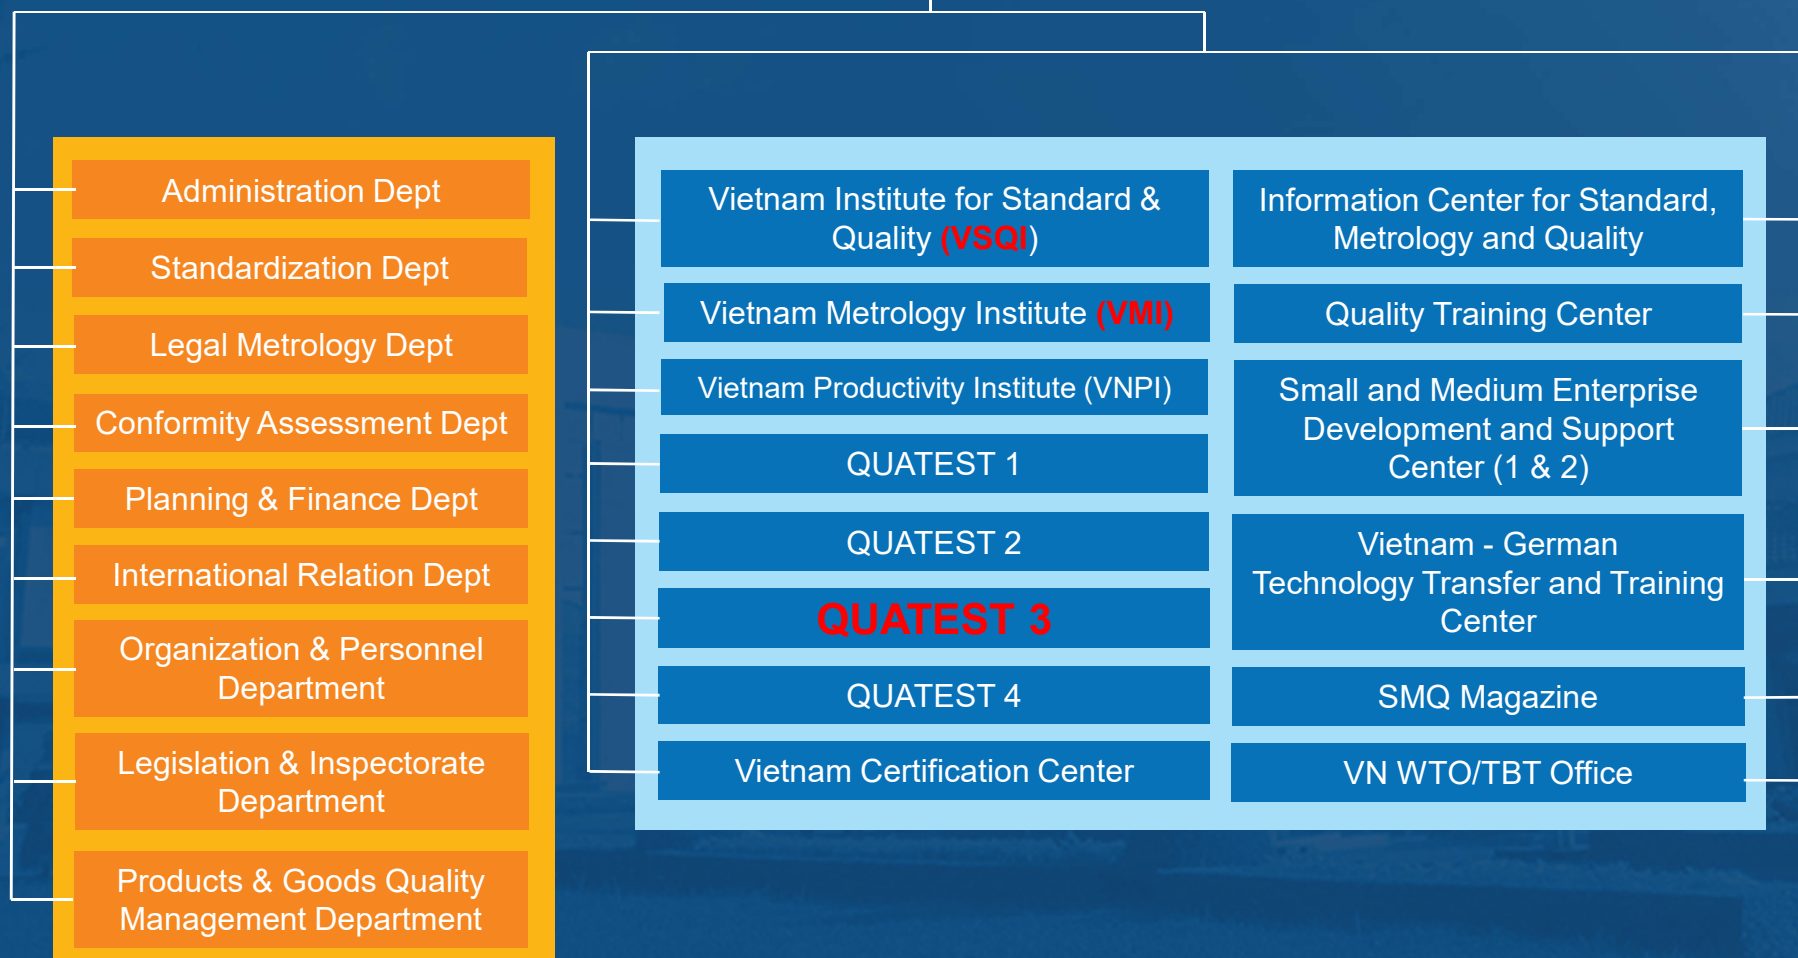 Administration Dept
Standardization Dept
Legal Metrology Dept
Conformity Assessment Dept
Planning & Finance Dept
International Relation Dept
Organization & Personnel
Department
Legislation & Inspectorate
Department
Products & Goods Quality
Management Department
Vietnam Institute for Standard &
Quality (VSQI)
Vietnam Metrology Institute (VMI)
Vietnam Productivity Institute (VNPI)
QUATEST 1
QUATEST 2
QUATEST 3
QUATEST 4
Vietnam Certification Center
Information Center for Standard,
Metrology and Quality
Quality Training Center
Small and Medium Enterprise
Development and Support
Center (1 & 2)
Vietnam - German
Technology Transfer and Training
Center
SMQ Magazine
VN WTO/TBT Office